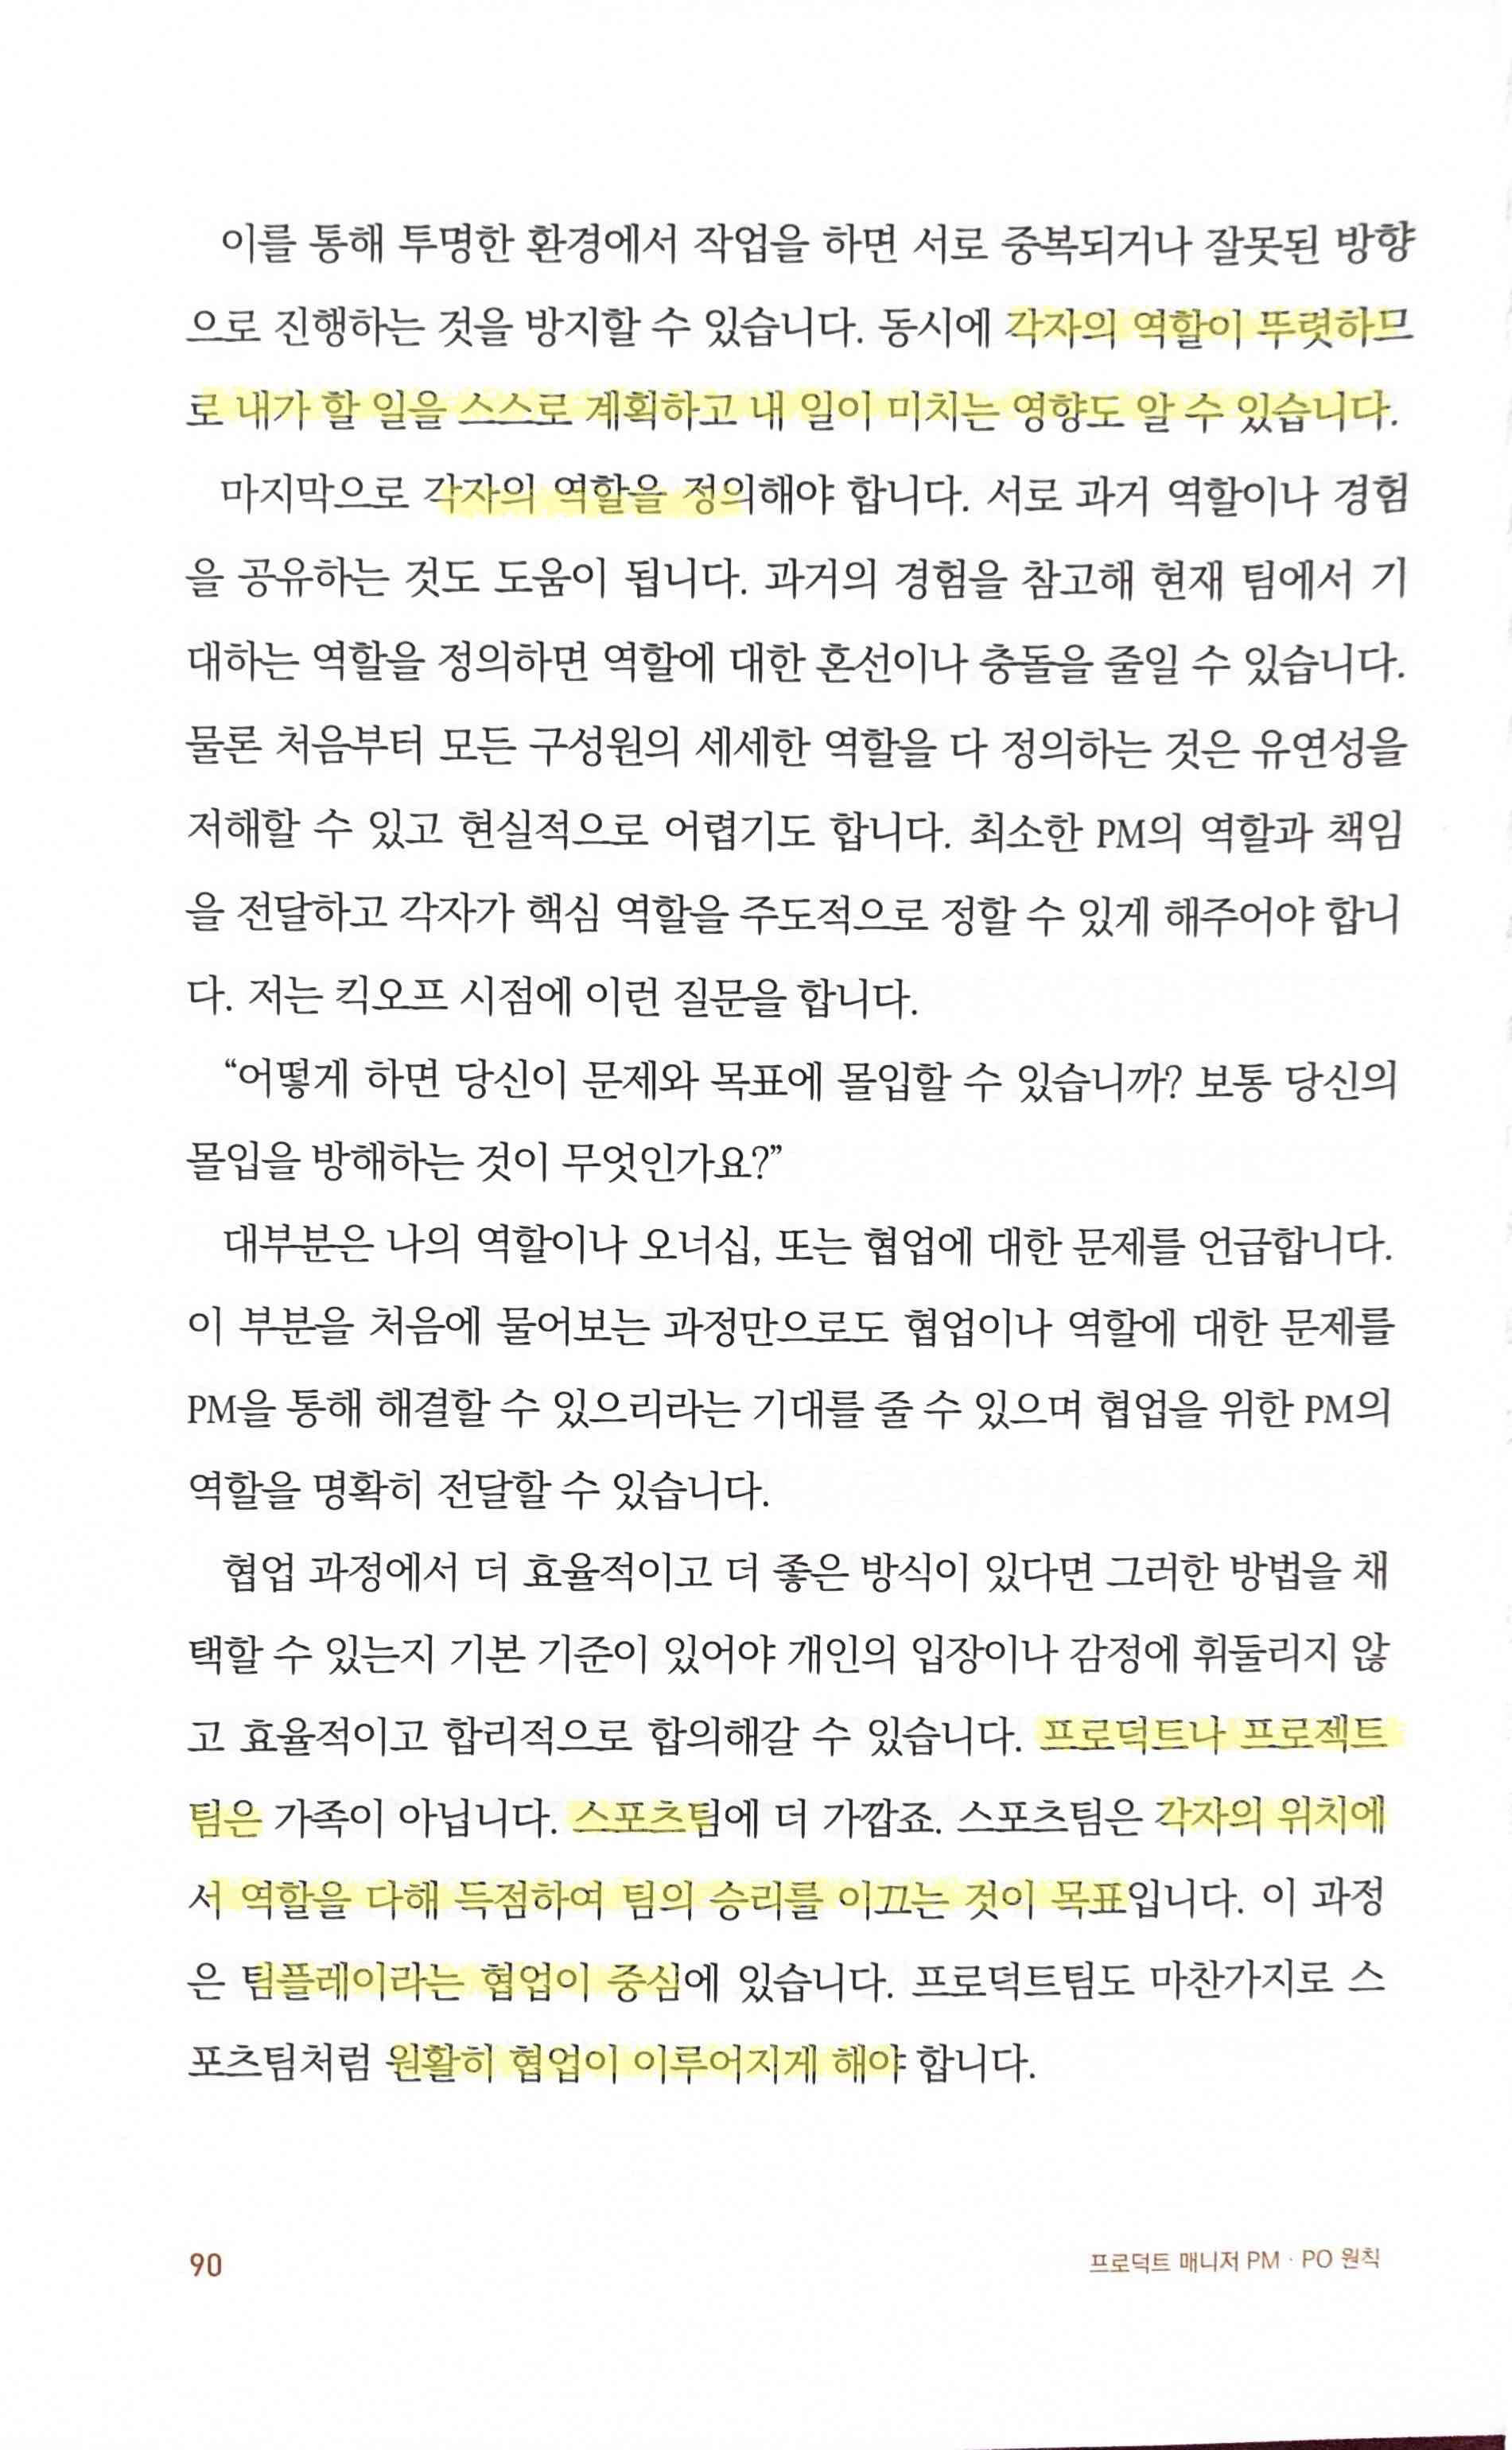 이를 통해 투명한 환경에서 작업을 하면 서로 중복되거나 잘못된 방향
으로 진행하는 것을 방지할 수 있습니다. 동시에 각자의 역할이 뚜렷하므
로 내가 할 일을 스스로 계획하고 내 일이 미치는 영향도 알 수 있습니다.
마지막으로 각자의 역할을 정의해야 합니다. 서로 과거 역할이나 경험
을 공유하는 것도 도움이 됩니다. 과거의 경험을 참고해 현재 팀에서 기
대하는 역할을 정의하면 역할에 대한 혼선이나 충돌을 줄일 수 있습니다.
물론 처음부터 모든 구성원의 세세한 역할을 다 정의하는 것은 유연성을
저해할 수 있고 현실적으로 어렵기도 합니다. 최소한 PM의 역할과 책임
을 전달하고 각자가 핵심 역할을 주도적으로 정할 수 있게 해주어야 합니
다. 저는 킥오프 시점에 이런 질문을 합니다.
“어떻게 하면 당신이 문제와 목표에 몰입할 수 있습니까? 보통 당신의
몰입을 방해하는 것이 무엇인가요?”
대부분은 나의 역할이나 오너십, 또는 협업에 대한 문제를 언급합니다.
이 부분을 처음에 물어보는 과정만으로도 협업이나 역할에 대한 문제를
PM을 통해 해결할 수 있으리라는 기대를 줄 수 있으며 협업을 위한 PM의
역할을 명확히 전달할 수 있습니다.
협업 과정에서 더 효율적이고 더 좋은 방식이 있다면 그러한 방법을 채
택할 수 있는지 기본 기준이 있어야 개인의 입장이나 감정에 휘둘리지 않
고 효율적이고 합리적으로 합의해갈 수 있습니다. 프로덕트나 프로젝트
팀은 가족이 아닙니다. 스포츠팀에 더 가깝죠. 스포츠팀은 각자의 위치에
서 역할을 다해 득점하여 팀의 승리를 이끄는 것이 목표입니다. 이 과정
은 팀플레이라는 협업이 중심에 있습니다. 프로덕트팀도 마찬가지로 스
포츠팀처럼 원활히 협업이 이루어지게 해야 합니다.
90
프로덕트 매니저 PM · PO 원칙